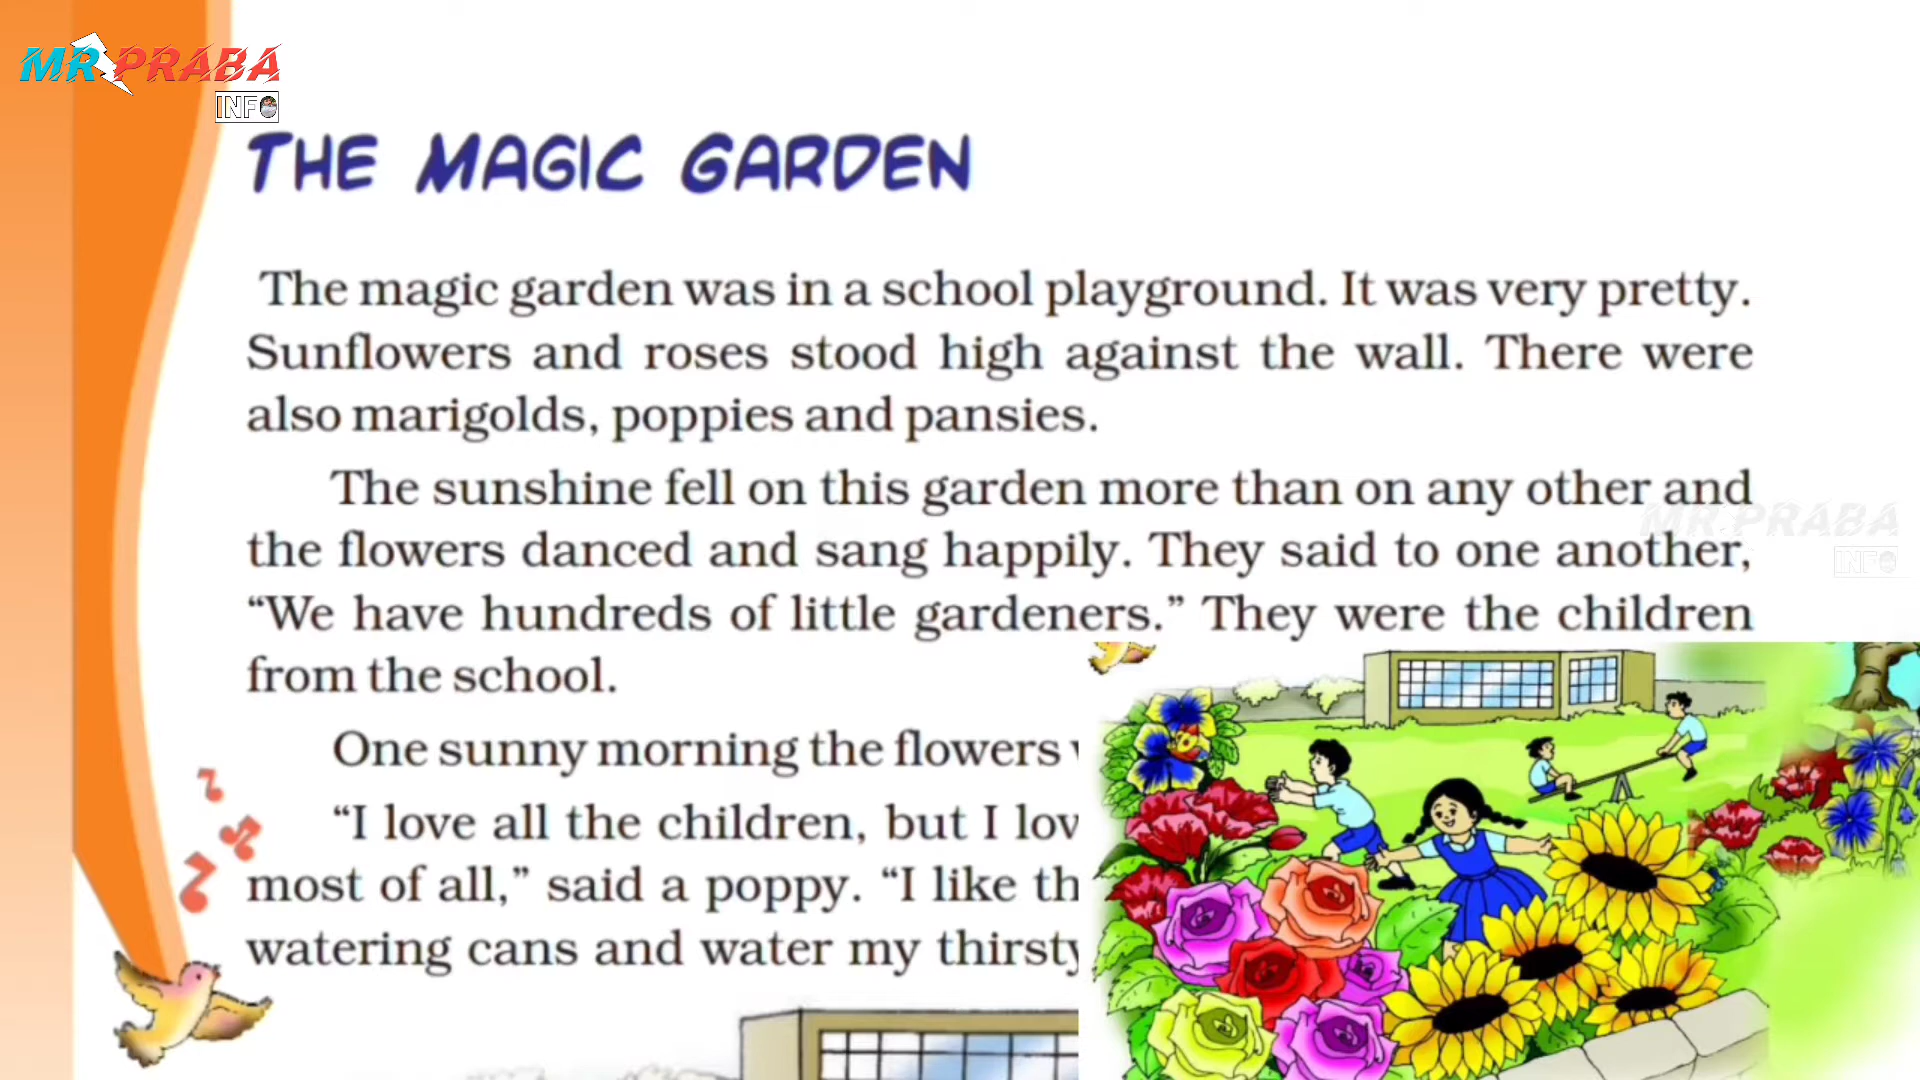 MR PRABA
INFO
THE MAGIC GARDEN
The magic garden was in a school playground. It was very pretty.
Sunflowers and roses stood high against the wall. There were
also marigolds, poppies and pansies.
The sunshine fell on this garden more than on any other and
the flowers danced and sang happily. They said to one another,
“We have hundreds of little gardeners.” They were the children
from the school.
One sunny morning the flowers
“I love all the children, but I
most of all,” said a poppy. “I like
watering cans and water my thirsty
MR.PRABA
INFO